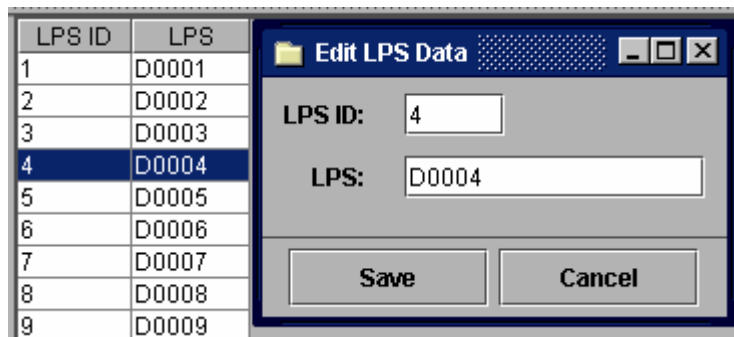 LPS ID LPS
1 D0001
2 D0002
3 D0003
4 D0004
5 D0005
6 D0006
7 D0007
8 D0008
9 D0009
Edit LPS Data
LPS ID: 4
LPS: D0004
Save Cancel